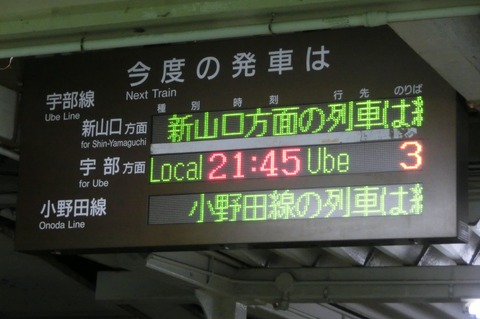 今度の発車は
Next Train
種別 時刻 行先 のりば
宇部線
Ube Line
新山口方面
for Shin-Yamaguchi
新山口方面の列車は
宇部方面
for Ube
Local 21:45 Ube 3
小野田線
Onoda Line
小野田線の列車は